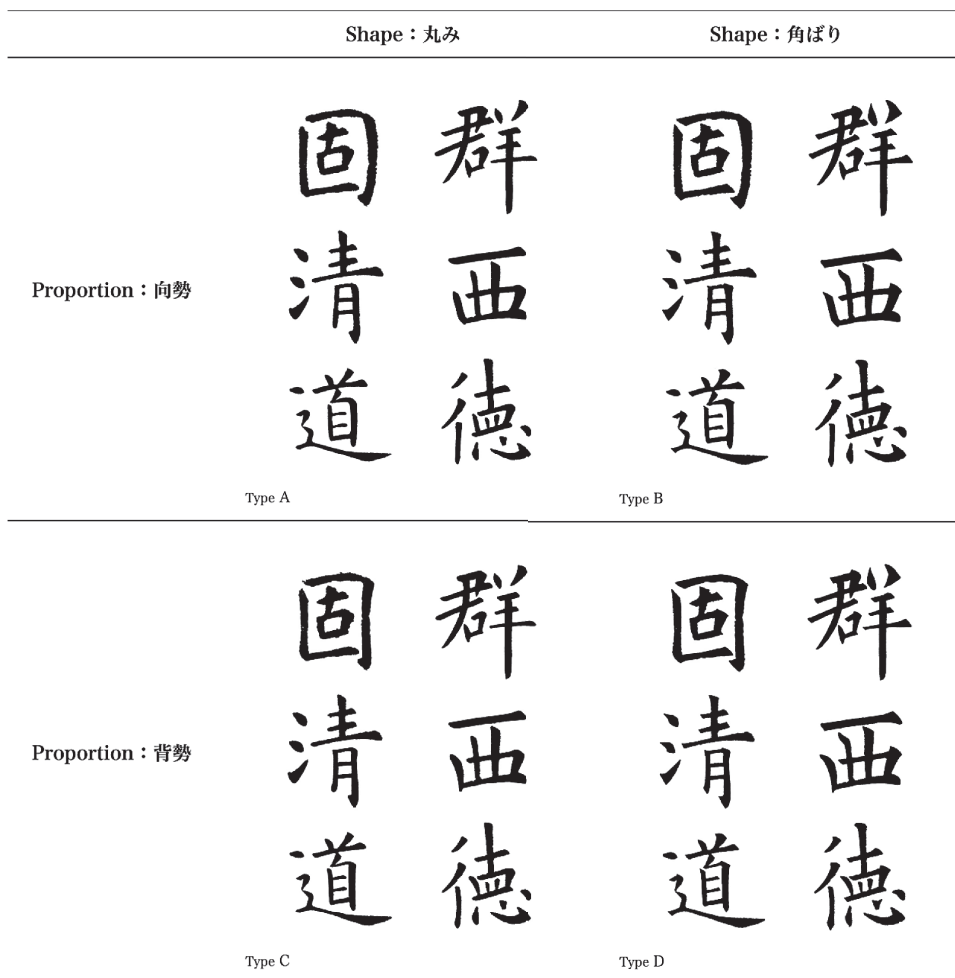 Shape：丸み Shape：角ばり
Proportion：向勢
固 群 固 群
清 西 清 西
道 徳 道 徳
Type A Type B
Proportion：背勢
固 群 固 群
清 西 清 西
道 徳 道 徳
Type C Type D